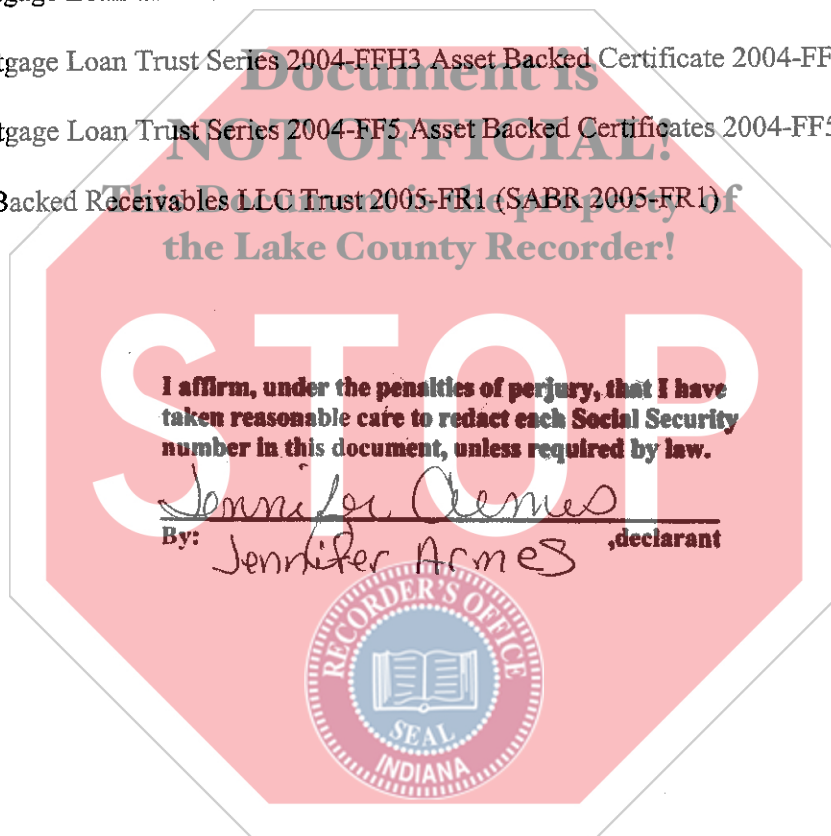 tgage Loan Trust Series 2004-FFH3 Asset Backed Certificate 2004-FF
Document is
tgage Loan Trust Series 2004-FF5 Asset Backed Certificates 2004-FF5
NOT OFFICIAL!
Backed Receivables LLC Trust 2005-FR1 (SABR 2005-FR1)
This Document is the property of
the Lake County Recorder!
STOP
I affirm, under the penalties of perjury, that I have
taken reasonable care to redact each Social Security
number in this document, unless required by law.
Jennifer Armes
By: Jennifer Armes ,declarant
RECORDER'S OFFICE
SEAL
INDIANA